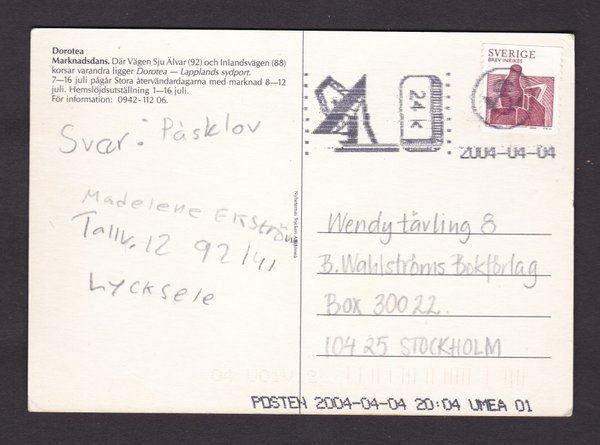 Dorotea
Marknadsdans. Där Vägen Sju Älvar (92) och Inlandsvägen (88)
korsar varandra ligger Dorotea — Lapplands sydport.
7—16 juli pågår Stora återvändardagarna med marknad 8—12
juli. Hemslöjdsutställning 1—16 juli.
För information: 0942-112 06.
Svar: Påsklov
Madelene Ekström
Tallv. 12 92141
Lycksele
SVERIGE
BREV INRIKES
24 K
2004-04-04
Wendy tävling 8
B. Wahlströms Bokförlag
Box 30022
104 25 STOCKHOLM
POSTEN 2004-04-04 20:04 UMEA 01